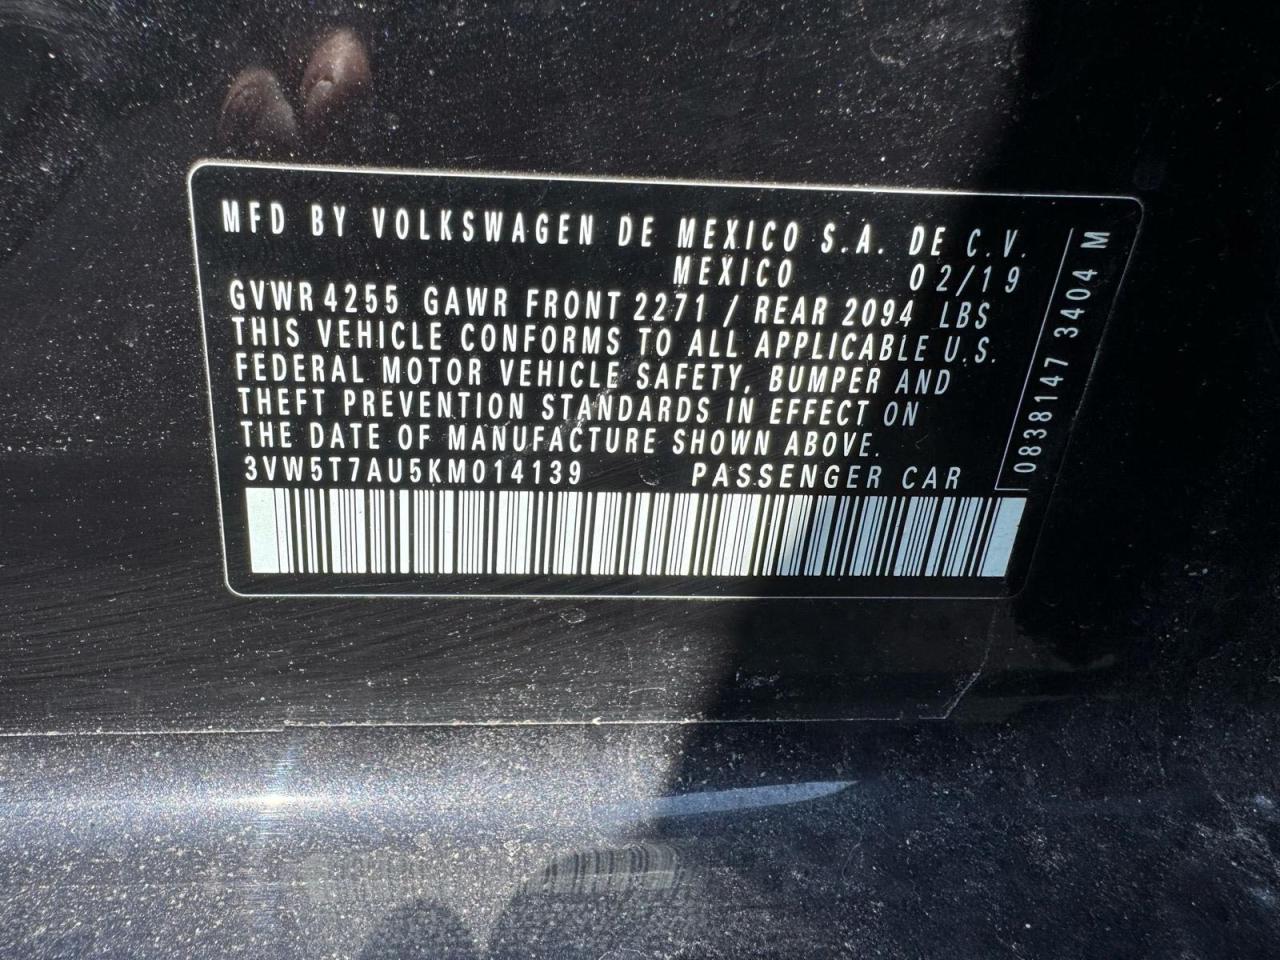 MFD BY VOLKSWAGEN DE MEXICO S.A. DE C.V.
MEXICO 02/19
GVWR 4255 GAWR FRONT 2271 / REAR 2094 LBS
THIS VEHICLE CONFORMS TO ALL APPLICABLE U.S.
FEDERAL MOTOR VEHICLE SAFETY, BUMPER AND
THEFT PREVENTION STANDARDS IN EFFECT ON
THE DATE OF MANUFACTURE SHOWN ABOVE.
3VW5T7AU5KM014139 PASSENGER CAR
08381147 3404 M